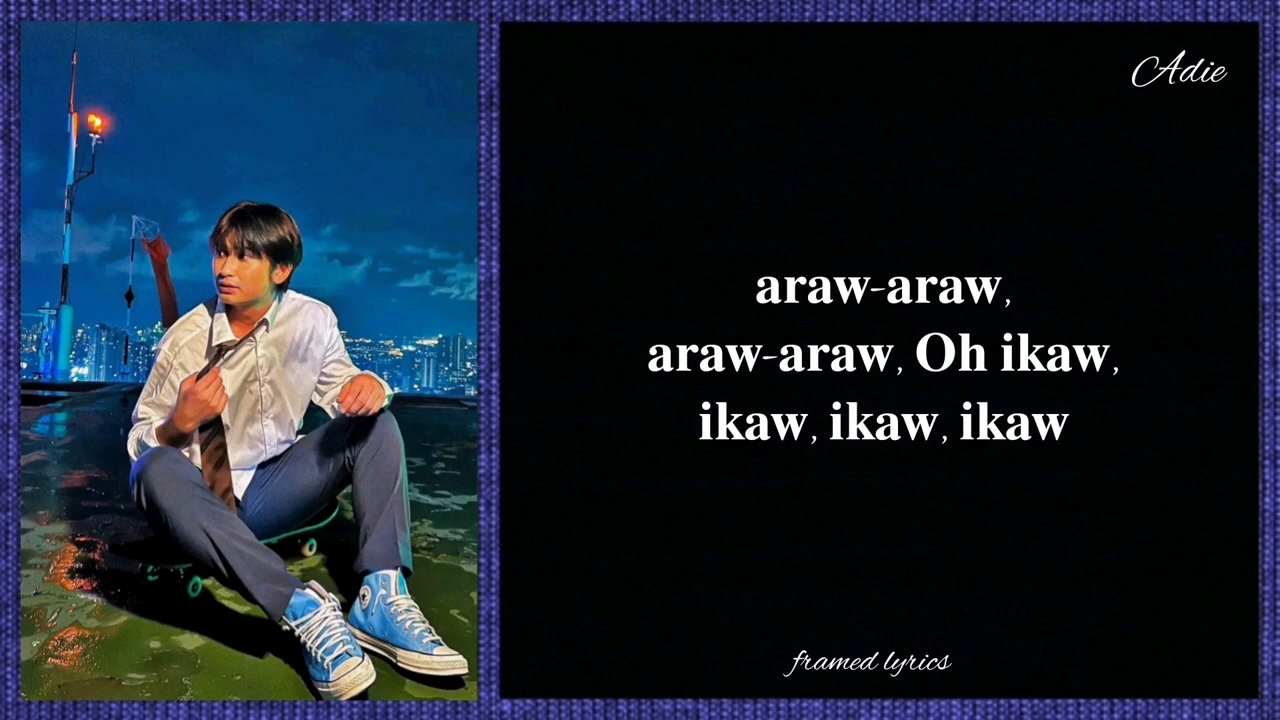 Adie
araw-araw,
araw-araw, Oh ikaw,
ikaw, ikaw, ikaw
framed lyrics